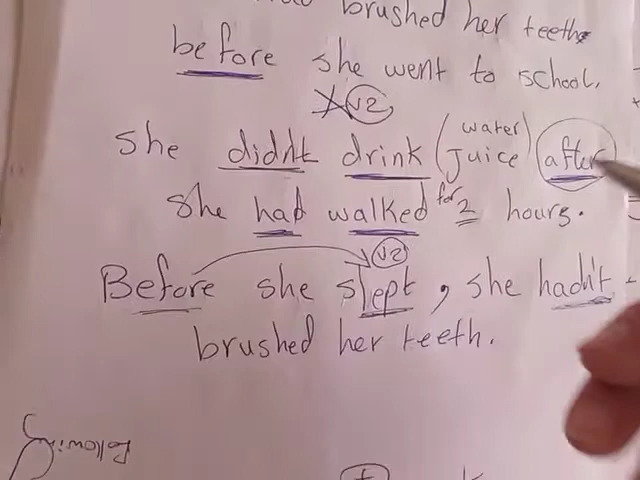 brushed her teeth
before she went to school.
V2
water
she didn't drink ( Juice ) after
she had walked for 2 hours.
V2
Before she slept, she hadn't
brushed her teeth.
Following